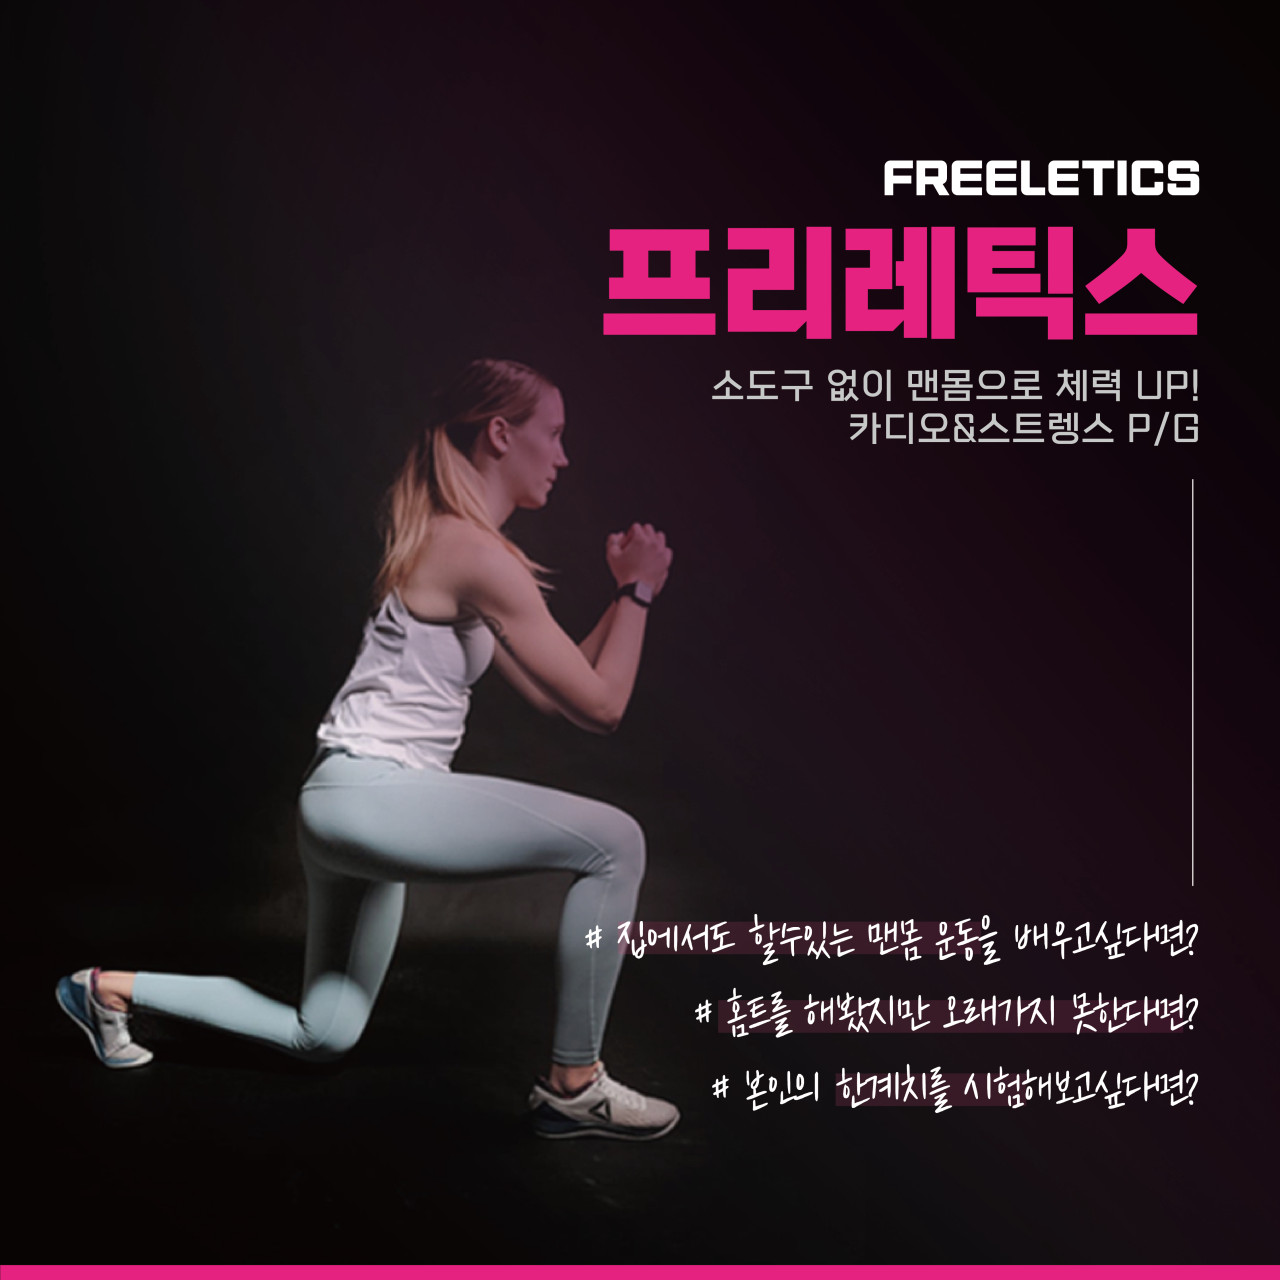 FREELETICS
프리레틱스
소도구 없이 맨몸으로 체력 UP!
카디오&스트렝스 P/G
# 집에서도 할수있는 맨몸 운동을 배우고싶다면?
# 홈트를 해봤지만 오래가지 못한다면?
# 본인의 한계치를 시험해보고싶다면?